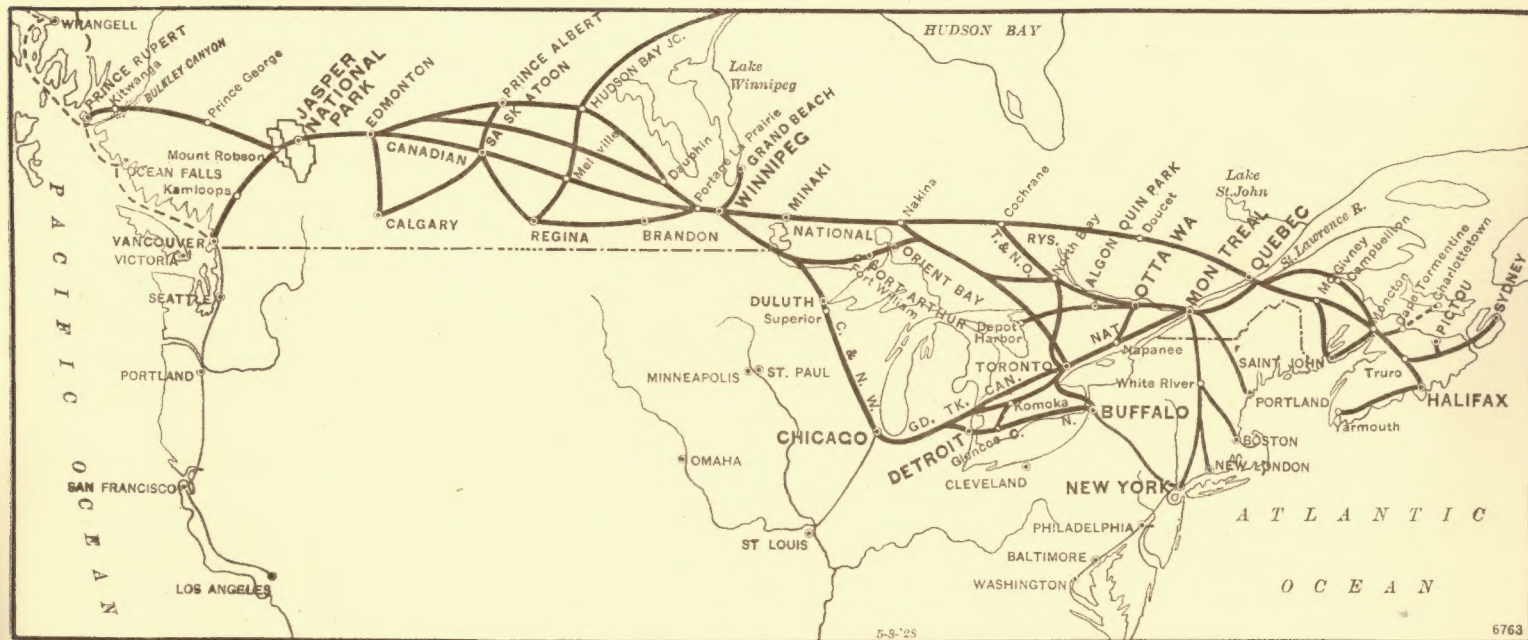 WRANGELL
PRINCE RUPERT
Kitwanga
BULKLEY CANYON
Prince George
JASPER
NATIONAL
PARK
Mount Robson
OCEAN FALLS
Kamloops
VANCOUVER
VICTORIA
SEATTLE
PORTLAND
SAN FRANCISCO
LOS ANGELES
PACIFIC OCEAN
EDMONTON
CALGARY
CANADIAN
PRINCE ALBERT
SASKATOON
HUDSON BAY JC.
Melville
REGINA
BRANDON
Dauphin
Portage La Prairie
GRAND BEACH
WINNIPEG
Lake
Winnipeg
HUDSON BAY
MINAKI
NATIONAL
Nakina
Cochrane
RYS.
T.&N.O.
North Bay
ALGONQUIN PARK
Doucet
OTTAWA
Lake
St. John
MONTREAL
QUEBEC
St. Lawrence R.
McGivney
Campbellton
Moncton
Cape Tormentine
Charlottetown
PICTOU
SYDNEY
ORIENT BAY
PORT ARTHUR
Fort William
DULUTH
Superior
C. & N. W.
Depot
Harbor
TORONTO
NAT.
Napanee
CAN.
GD. TK.
Komoka
Glencoe
C. N.
DETROIT
CHICAGO
BUFFALO
CLEVELAND
MINNEAPOLIS
ST. PAUL
OMAHA
ST LOUIS
White River
PORTLAND
BOSTON
NEW LONDON
NEW YORK
PHILADELPHIA
BALTIMORE
WASHINGTON
SAINT JOHN
Truro
HALIFAX
Yarmouth
ATLANTIC
OCEAN
5-9-'28
6763